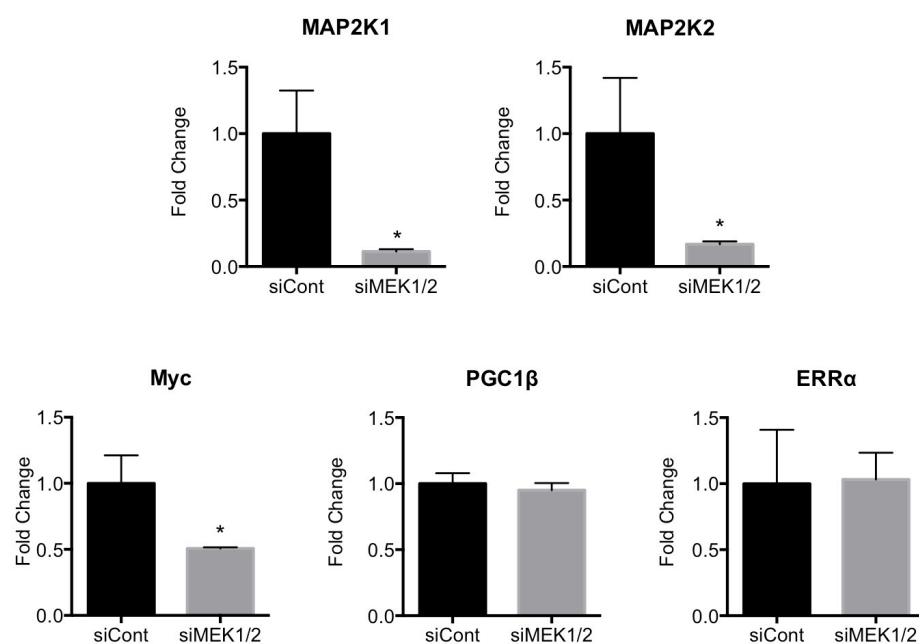 MAP2K1
MAP2K2
Fold Change
1.5
1.0
0.5
0.0
*
siCont
siMEK1/2
Fold Change
1.5
1.0
0.5
0.0
*
siCont
siMEK1/2
Myc
PGC1β
ERRα
Fold Change
1.5
1.0
0.5
0.0
*
siCont
siMEK1/2
Fold Change
1.5
1.0
0.5
0.0
siCont
siMEK1/2
Fold Change
1.5
1.0
0.5
0.0
siCont
siMEK1/2